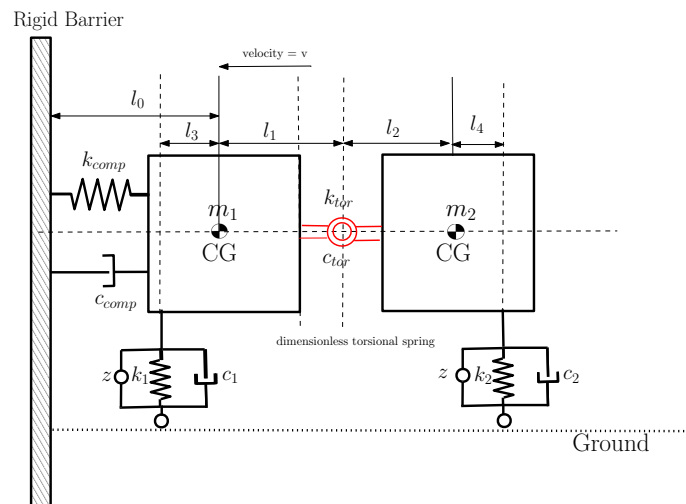 Rigid Barrier
velocity = v
l0
l3
l1
l2
l4
kcomp
ktor
m1
m2
CG
CG
ctor
ccomp
dimensionless torsional spring
z
k1
c1
z
k2
c2
Ground